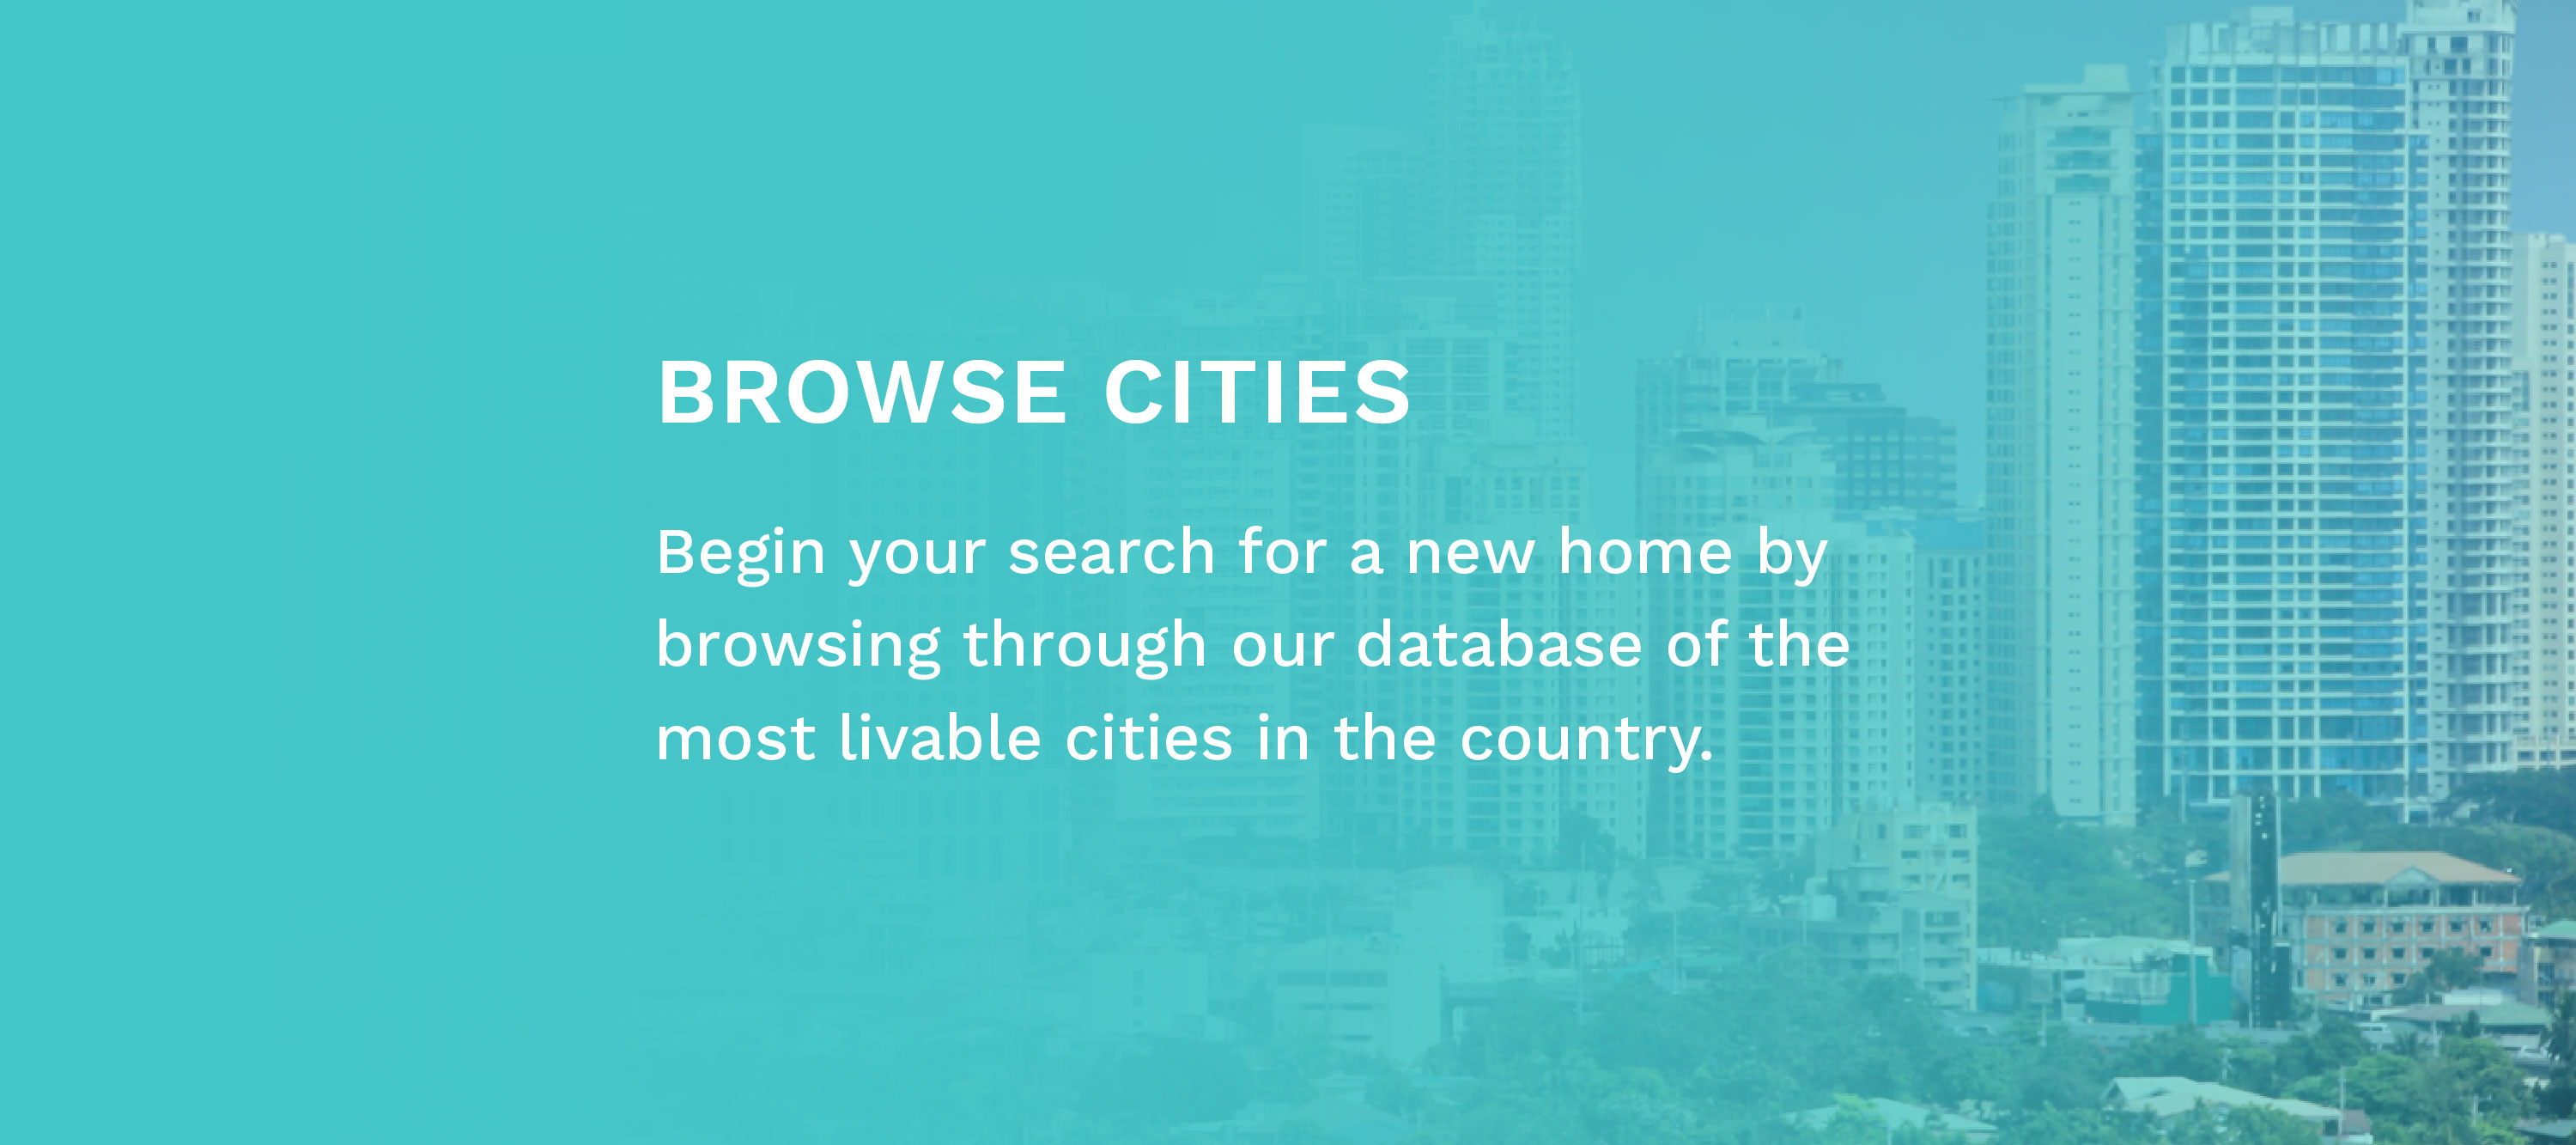 BROWSE CITIES
Begin your search for a new home by
browsing through our database of the
most livable cities in the country.